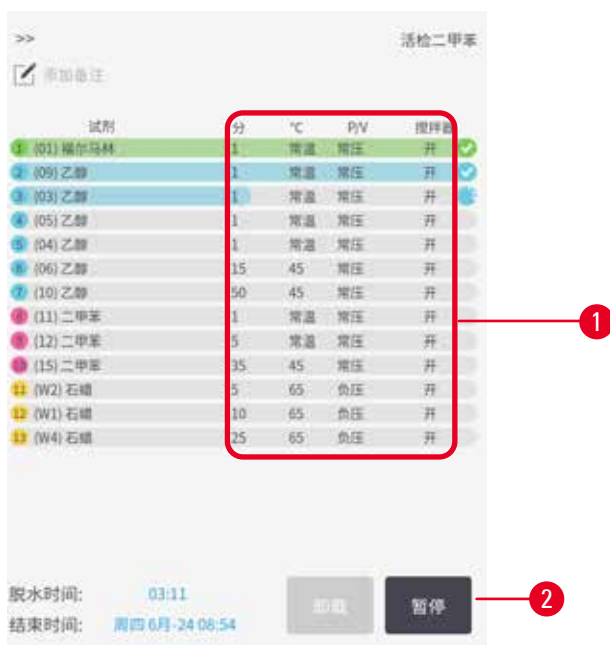 >> 活检二甲苯
添加备注
试剂 分 °C P/V 搅拌器
1 (01) 福尔马林 1 常温 常压 开
2 (09) 乙醇 1 常温 常压 开
3 (03) 乙醇 1 常温 常压 开
4 (05) 乙醇 1 常温 常压 开
5 (04) 乙醇 1 常温 常压 开
6 (06) 乙醇 15 45 常压 开
7 (10) 乙醇 50 45 常压 开
8 (11) 二甲苯 1 常温 常压 开
9 (12) 二甲苯 5 常温 常压 开
10 (15) 二甲苯 35 45 常压 开
11 (W2) 石蜡 5 65 负压 开
12 (W1) 石蜡 10 65 负压 开
13 (W4) 石蜡 25 65 负压 开
1
脱水时间: 03:11
卸载 暂停 2
结束时间: 周四 6月-24 08:54